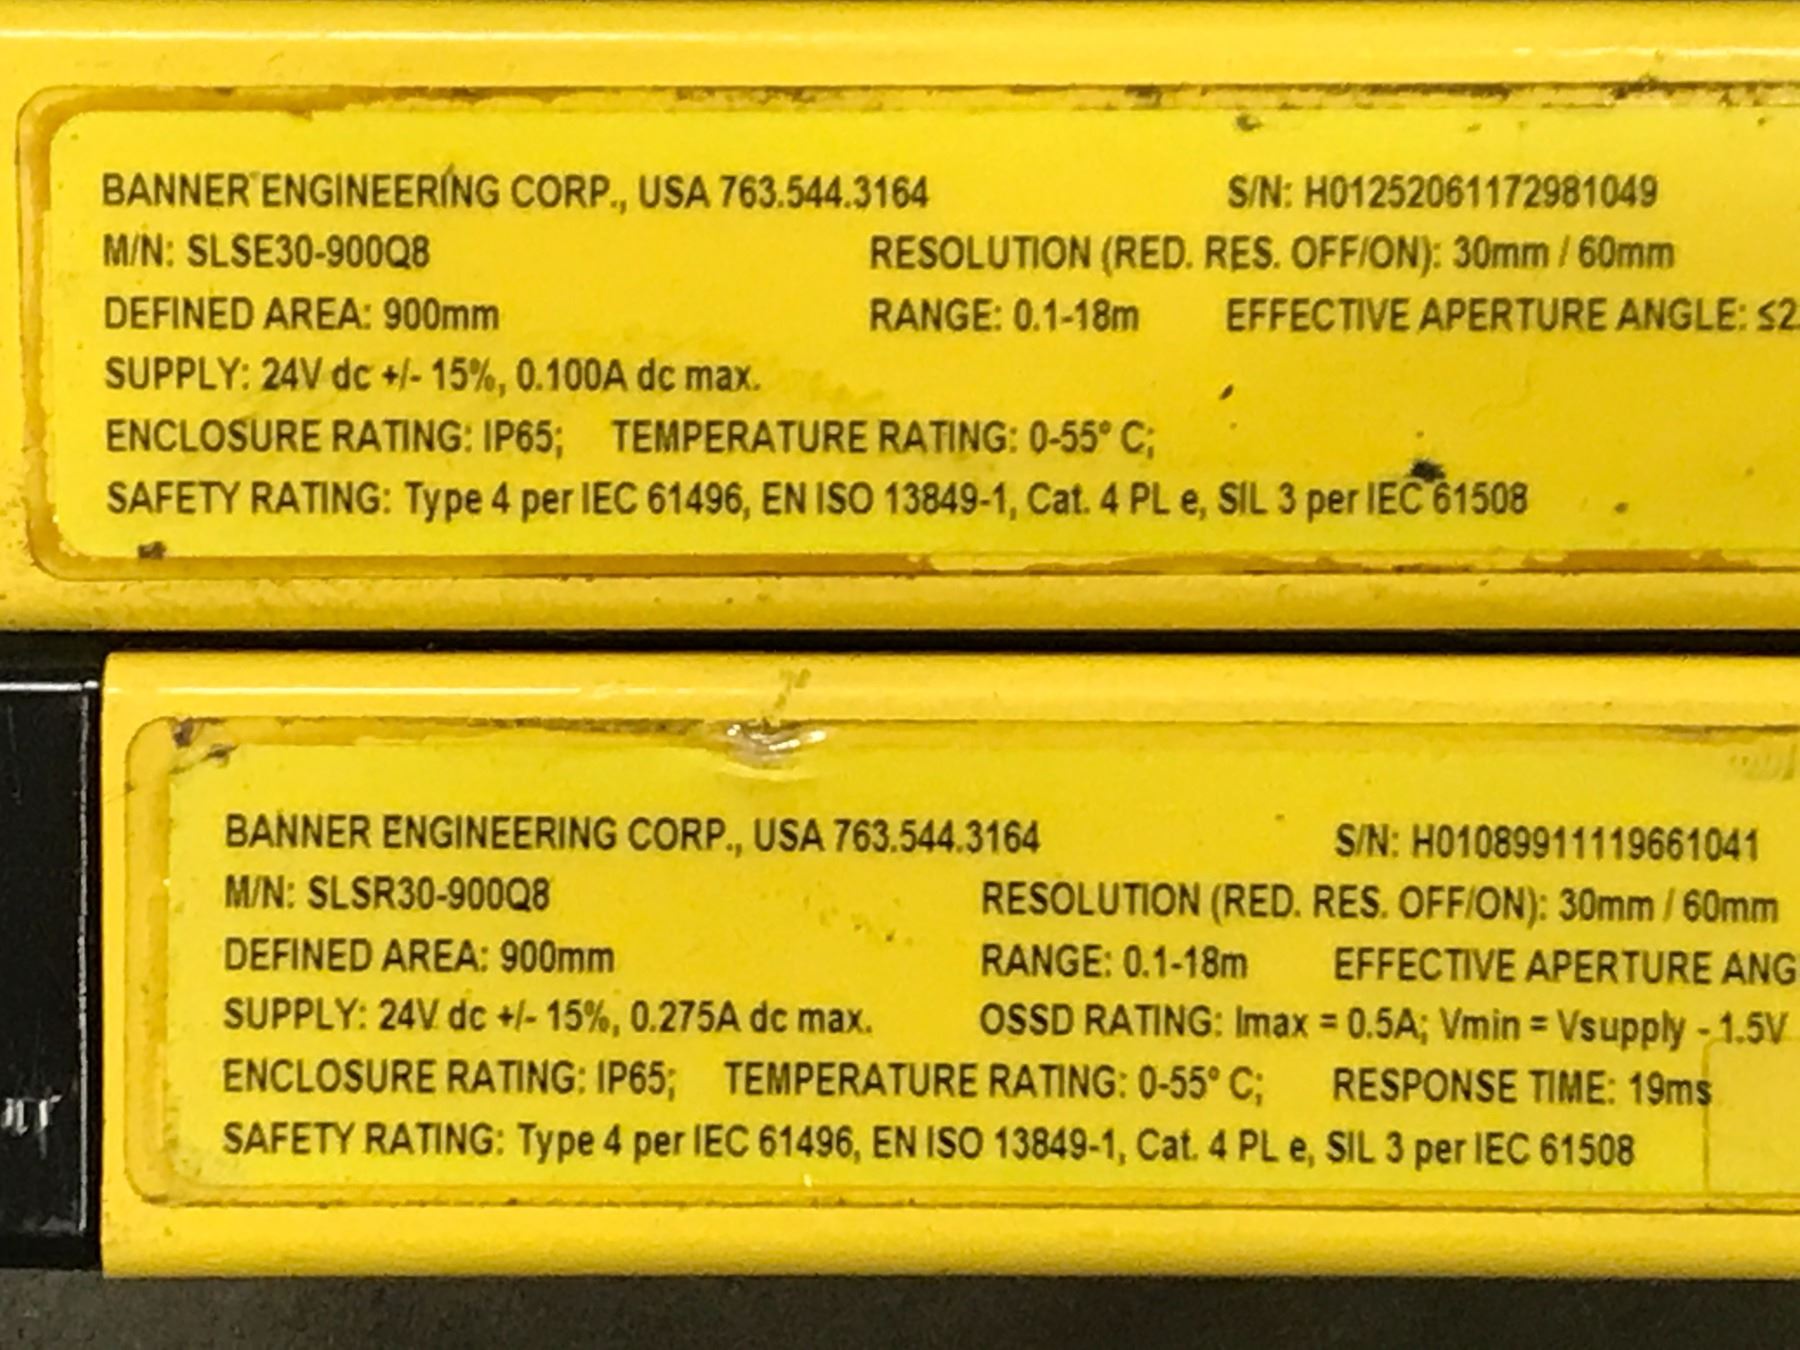 BANNER ENGINEERING CORP., USA 763.544.3164 S/N: H01252061172981049
M/N: SLSE30-900Q8 RESOLUTION (RED. RES. OFF/ON): 30mm / 60mm
DEFINED AREA: 900mm RANGE: 0.1-18m EFFECTIVE APERTURE ANGLE: ≤2
SUPPLY: 24V dc +/- 15%, 0.100A dc max.
ENCLOSURE RATING: IP65; TEMPERATURE RATING: 0-55° C;
SAFETY RATING: Type 4 per IEC 61496, EN ISO 13849-1, Cat. 4 PL e, SIL 3 per IEC 61508
BANNER ENGINEERING CORP., USA 763.544.3164 S/N: H01089911119661041
M/N: SLSR30-900Q8 RESOLUTION (RED. RES. OFF/ON): 30mm / 60mm
DEFINED AREA: 900mm RANGE: 0.1-18m EFFECTIVE APERTURE ANG
SUPPLY: 24V dc +/- 15%, 0.275A dc max. OSSD RATING: Imax = 0.5A; Vmin = Vsupply - 1.5V
ENCLOSURE RATING: IP65; TEMPERATURE RATING: 0-55° C; RESPONSE TIME: 19ms
SAFETY RATING: Type 4 per IEC 61496, EN ISO 13849-1, Cat. 4 PL e, SIL 3 per IEC 61508